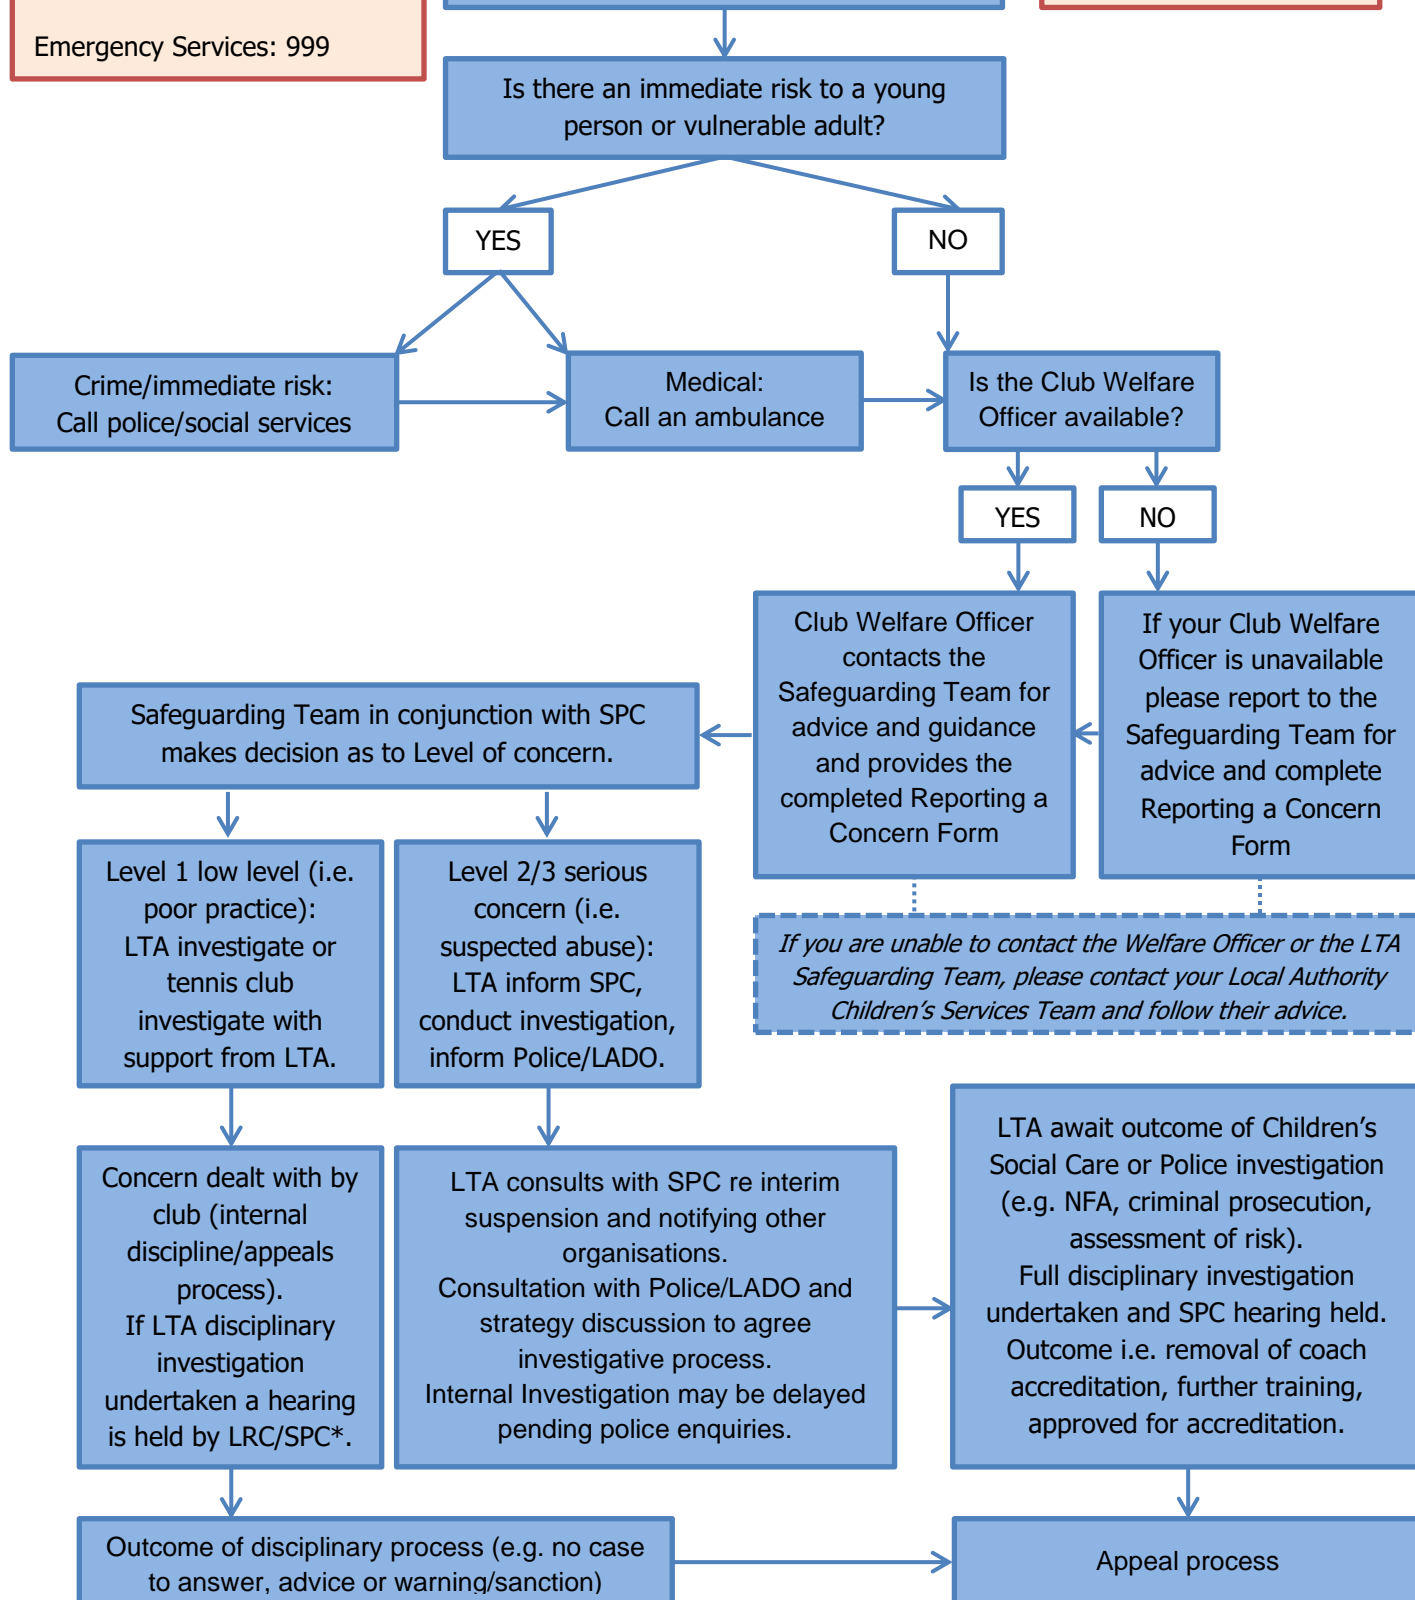 Emergency Services: 999
Is there an immediate risk to a young
person or vulnerable adult?
YES
NO
Crime/immediate risk:
Call police/social services
Medical:
Call an ambulance
Is the Club Welfare
Officer available?
YES
NO
Club Welfare Officer
contacts the
Safeguarding Team for
advice and guidance
and provides the
completed Reporting a
Concern Form
If your Club Welfare
Officer is unavailable
please report to the
Safeguarding Team for
advice and complete
Reporting a Concern
Form
Safeguarding Team in conjunction with SPC
makes decision as to Level of concern.
Level 1 low level (i.e.
poor practice):
LTA investigate or
tennis club
investigate with
support from LTA.
Level 2/3 serious
concern (i.e.
suspected abuse):
LTA inform SPC,
conduct investigation,
inform Police/LADO.
If you are unable to contact the Welfare Officer or the LTA
Safeguarding Team, please contact your Local Authority
Children's Services Team and follow their advice.
Concern dealt with by
club (internal
discipline/appeals
process).
If LTA disciplinary
investigation
undertaken a hearing
is held by LRC/SPC*.
LTA consults with SPC re interim
suspension and notifying other
organisations.
Consultation with Police/LADO and
strategy discussion to agree
investigative process.
Internal Investigation may be delayed
pending police enquiries.
LTA await outcome of Children's
Social Care or Police investigation
(e.g. NFA, criminal prosecution,
assessment of risk).
Full disciplinary investigation
undertaken and SPC hearing held.
Outcome i.e. removal of coach
accreditation, further training,
approved for accreditation.
Outcome of disciplinary process (e.g. no case
to answer, advice or warning/sanction)
Appeal process